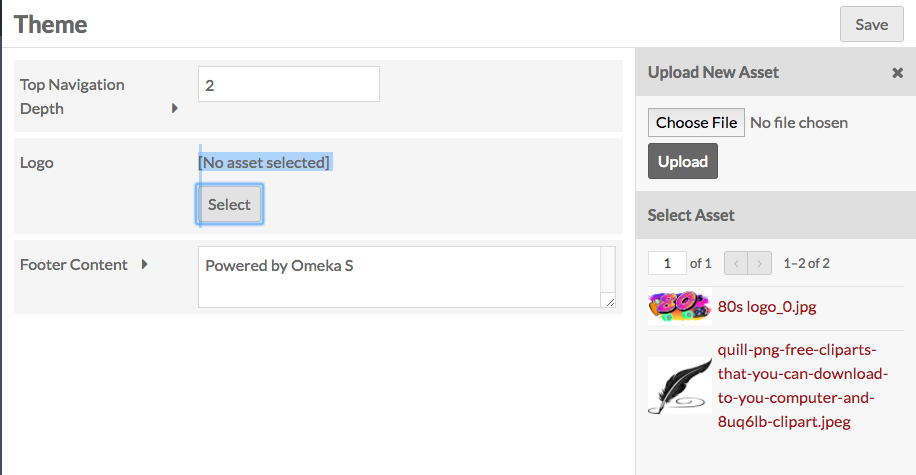 Theme
Save
Top Navigation
Depth
2
Logo
[No asset selected]
Select
Footer Content
Powered by Omeka S
Upload New Asset
Choose File No file chosen
Upload
Select Asset
1 of 1 1–2 of 2
80s
80s logo_0.jpg
quill-png-free-cliparts-
that-you-can-download-
to-you-computer-and-
8uq6lb-clipart.jpeg